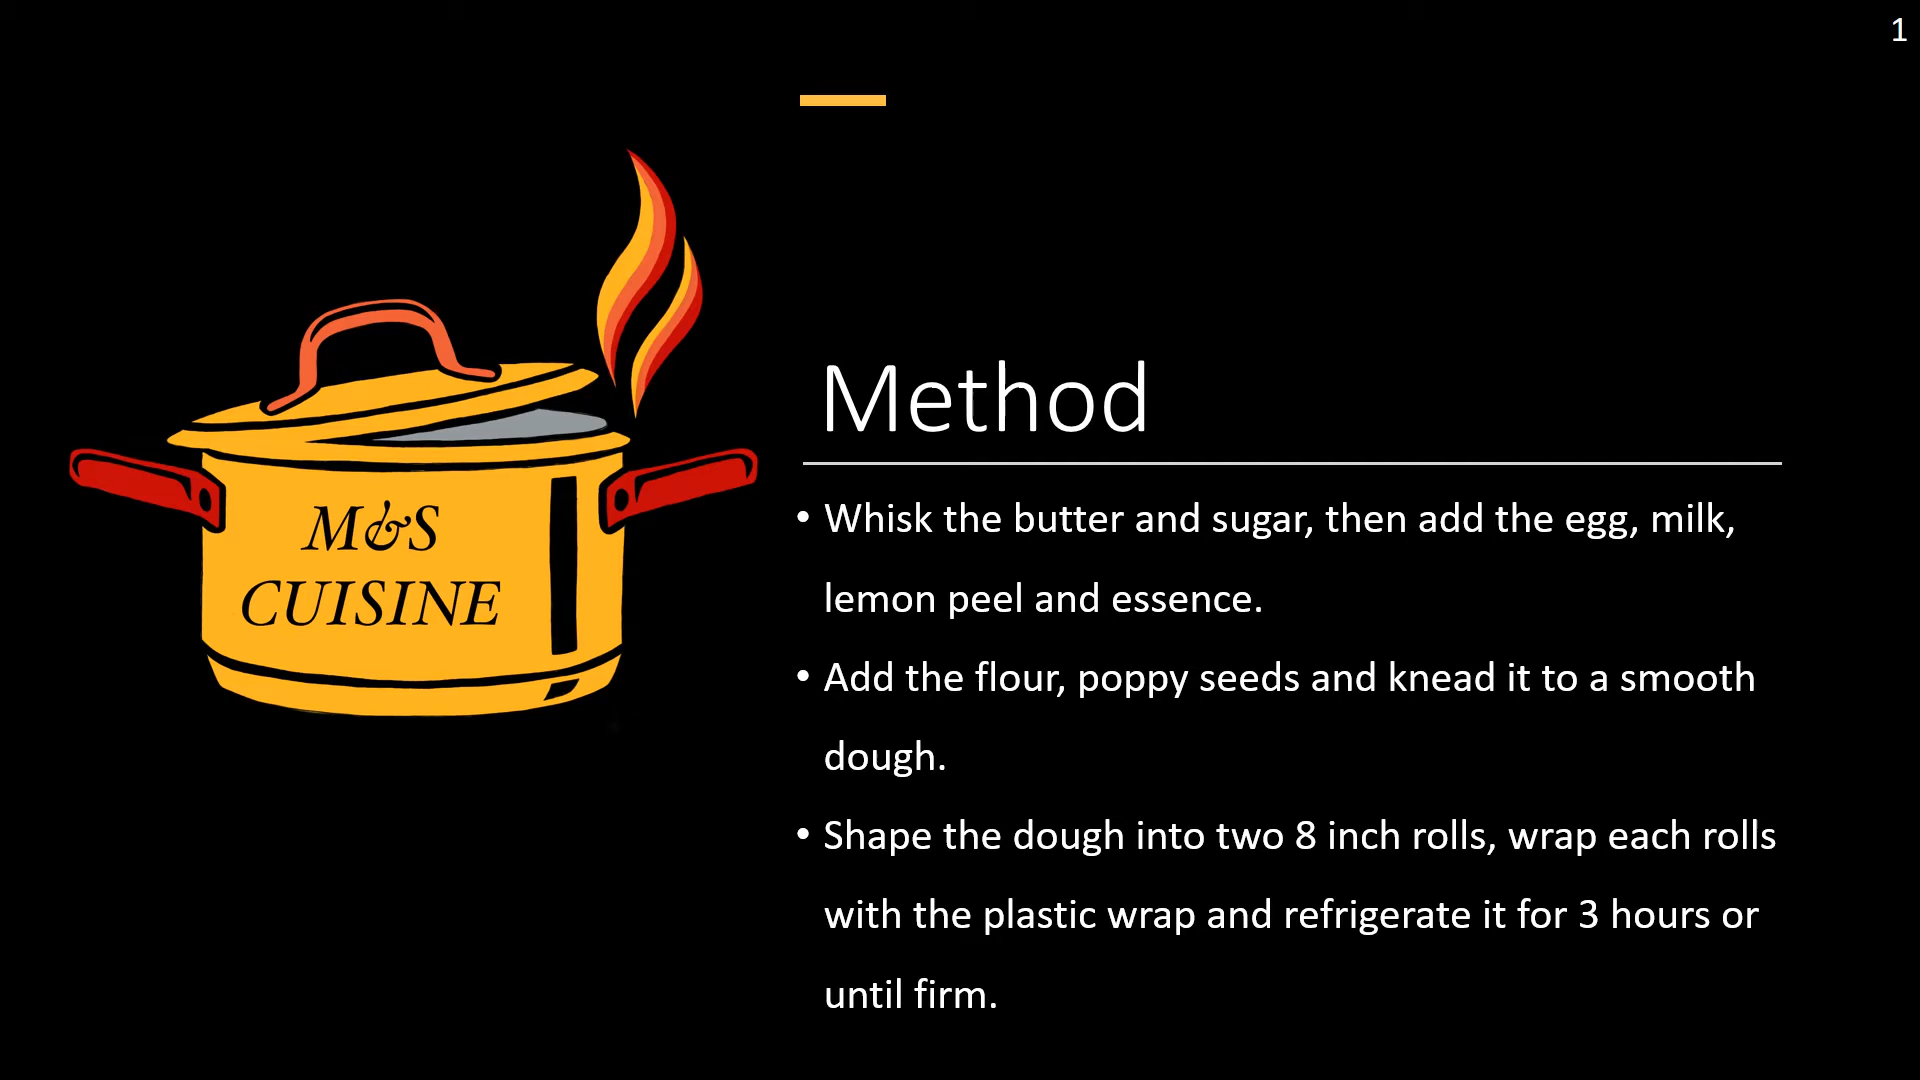 1
M&S
CUISINE
Method
• Whisk the butter and sugar, then add the egg, milk,
lemon peel and essence.
• Add the flour, poppy seeds and knead it to a smooth
dough.
• Shape the dough into two 8 inch rolls, wrap each rolls
with the plastic wrap and refrigerate it for 3 hours or
until firm.